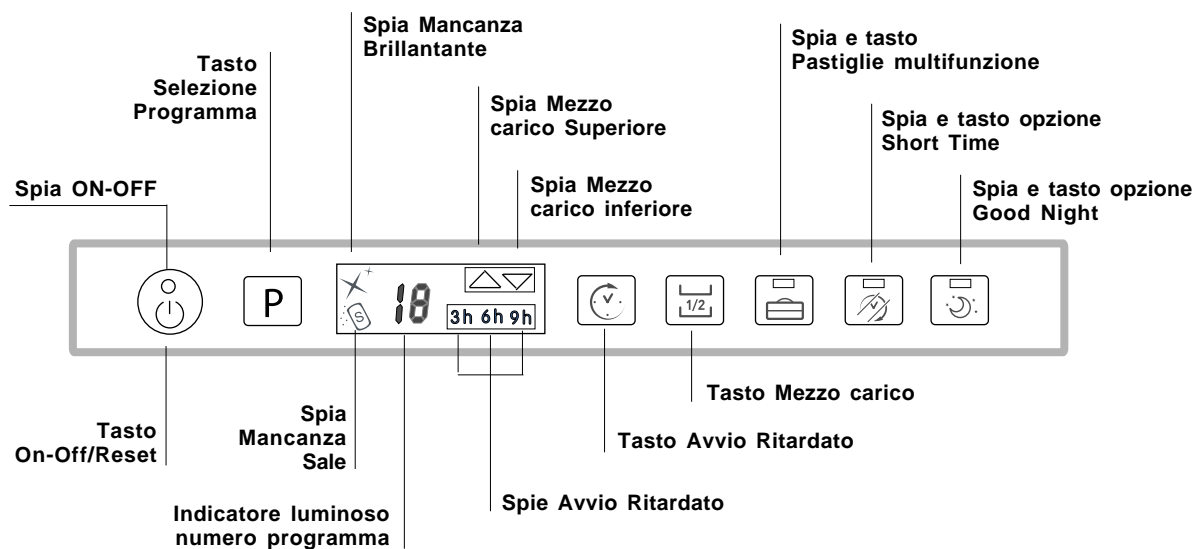 Spia Mancanza
Brillantante
Spia e tasto
Pastiglie multifunzione
Tasto
Selezione
Programma
Spia Mezzo
carico Superiore
Spia e tasto opzione
Short Time
Spia ON-OFF
Spia Mezzo
carico inferiore
Spia e tasto opzione
Good Night
P
S
18
3h 6h 9h
1/2
Tasto
On-Off/Reset
Spia
Mancanza
Sale
Indicatore luminoso
numero programma
Spie Avvio Ritardato
Tasto Avvio Ritardato
Tasto Mezzo carico